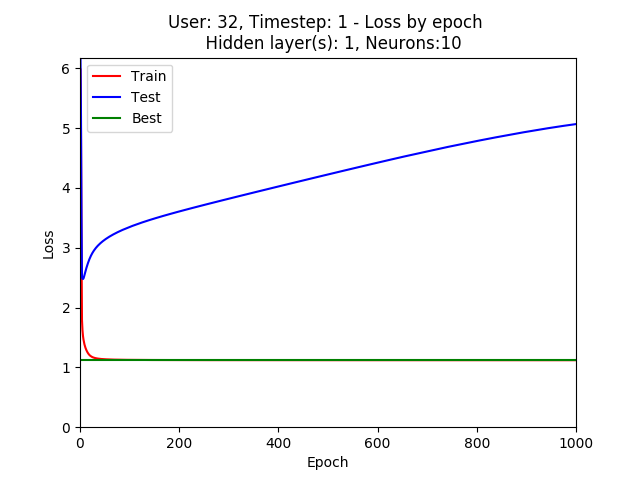 User: 32, Timestep: 1 - Loss by epoch
Hidden layer(s): 1, Neurons:10
Train
Test
Best
6
5
4
3
2
1
0
Loss
0 200 400 600 800 1000
Epoch